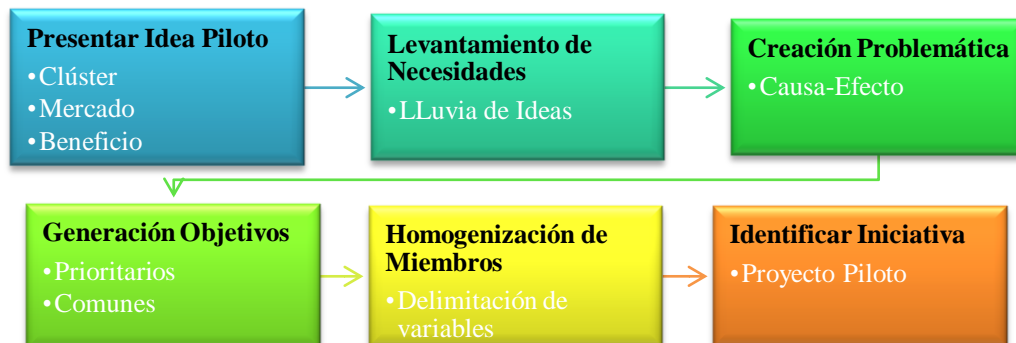 Presentar Idea Piloto
•Clúster
•Mercado
•Beneficio
Levantamiento de
Necesidades
•LLuvia de Ideas
Creación Problemática
•Causa-Efecto
Generación Objetivos
•Prioritarios
•Comunes
Homogenización de
Miembros
•Delimitación de
variables
Identificar Iniciativa
•Proyecto Piloto